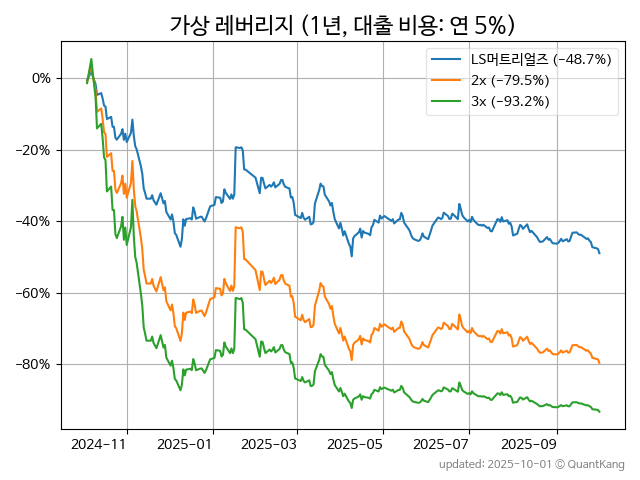 가상 레버리지 (1년, 대출 비용: 연 5%)
LS머트리얼즈 (−48.7%)
2x (−79.5%)
3x (−93.2%)
0%
−20%
−40%
−60%
−80%
2024-11 2025-01 2025-03 2025-05 2025-07 2025-09
updated: 2025-10-01 © QuantKang